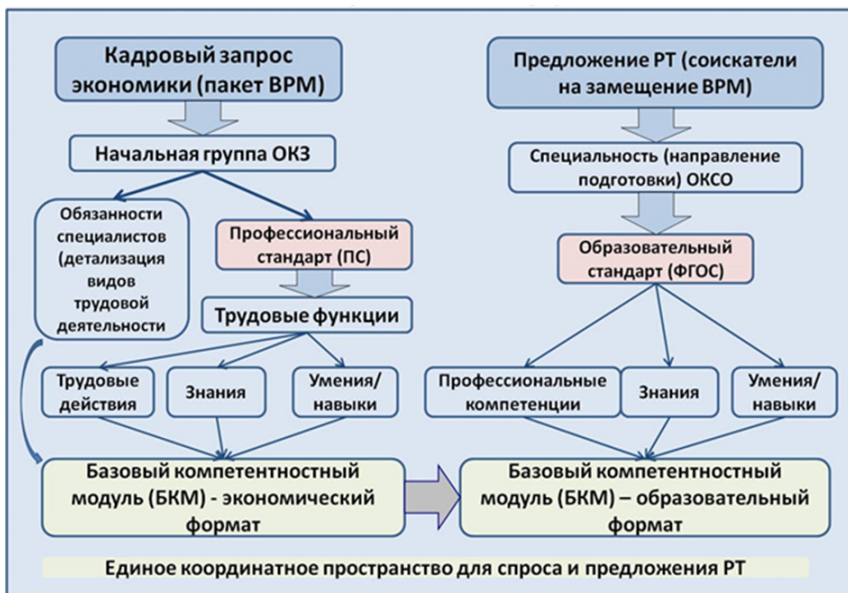 Кадровый запрос
экономики (пакет ВРМ)
Начальная группа ОКЗ
Обязанности
специалистов
(детализация
видов
трудовой
деятельности
Профессиональный
стандарт (ПС)
Трудовые функции
Трудовые
действия
Знания
Умения/
навыки
Базовый компетентностный
модуль (БКМ) - экономический
формат
Предложение РТ (соискатели
на замещение ВРМ)
Специальность (направление
подготовки) ОКСО
Образовательный
стандарт (ФГОС)
Профессиональные
компетенции
Знания
Умения/
навыки
Базовый компетентностный
модуль (БКМ) – образовательный
формат
Единое координатное пространство для спроса и предложения РТ